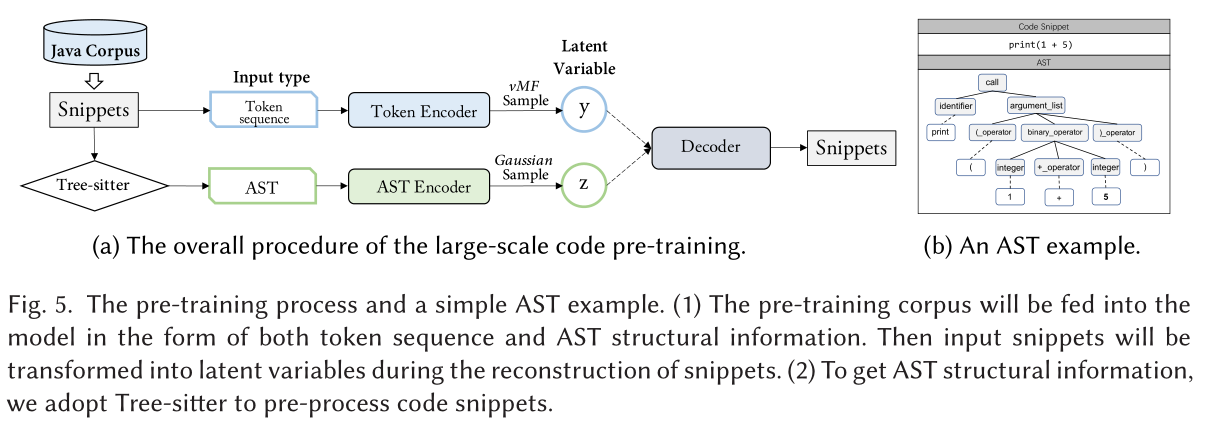 Java Corpus
Snippets
Tree-sitter
Input type
Token
sequence
AST
Token Encoder
AST Encoder
Latent
Variable
vMF
Sample
y
Gaussian
Sample
z
Decoder
Snippets
(a) The overall procedure of the large-scale code pre-training.
Code Snippet
print(1 + 5)
AST
call
identifier
argument_list
print
(_operator
binary_operator
)_operator
(
integer
+_operator
integer
)
1
+
5
(b) An AST example.
Fig. 5. The pre-training process and a simple AST example. (1) The pre-training corpus will be fed into the
model in the form of both token sequence and AST structural information. Then input snippets will be
transformed into latent variables during the reconstruction of snippets. (2) To get AST structural information,
we adopt Tree-sitter to pre-process code snippets.